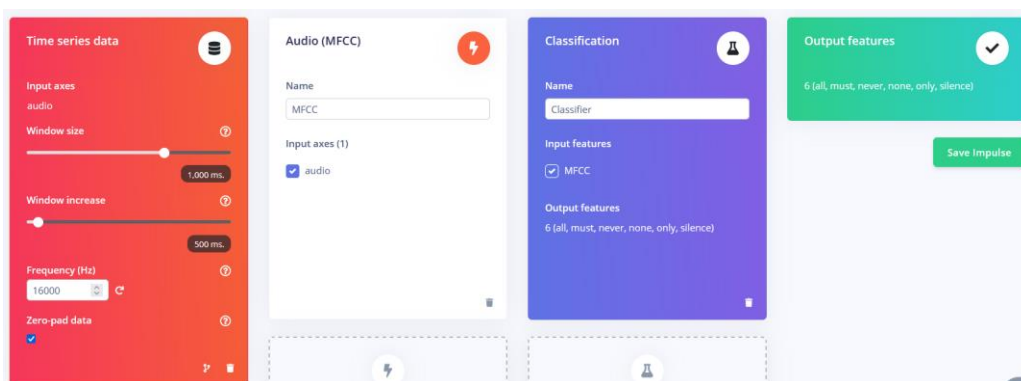 Time series data
Input axes
audio
Window size
1,000 ms.
Window increase
500 ms.
Frequency (Hz)
16000
Zero-pad data
Audio (MFCC)
Name
MFCC
Input axes (1)
audio
Classification
Name
Classifier
Input features
MFCC
Output features
6 (all, must, never, none, only, silence)
Output features
6 (all, must, never, none, only, silence)
Save Impulse